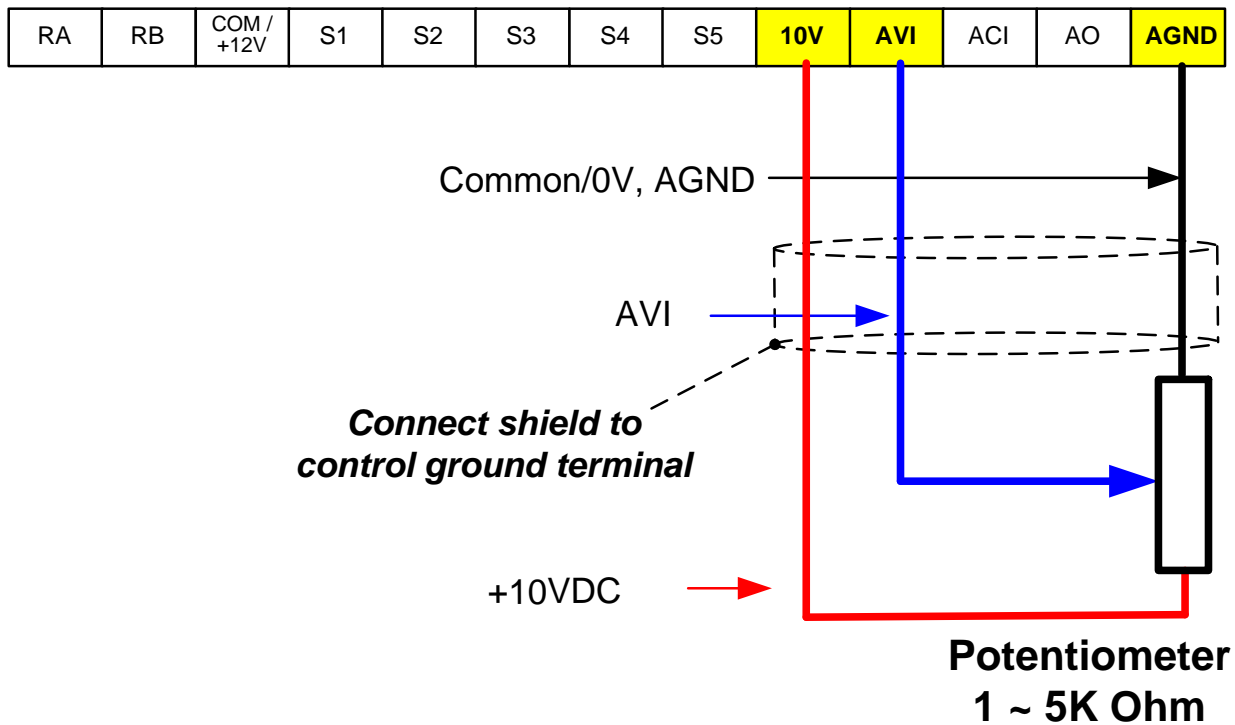 RA RB COM / +12V S1 S2 S3 S4 S5 10V AVI ACI AO AGND
Common/0V, AGND
AVI
Connect shield to
control ground terminal
+10VDC
Potentiometer
1 ~ 5K Ohm